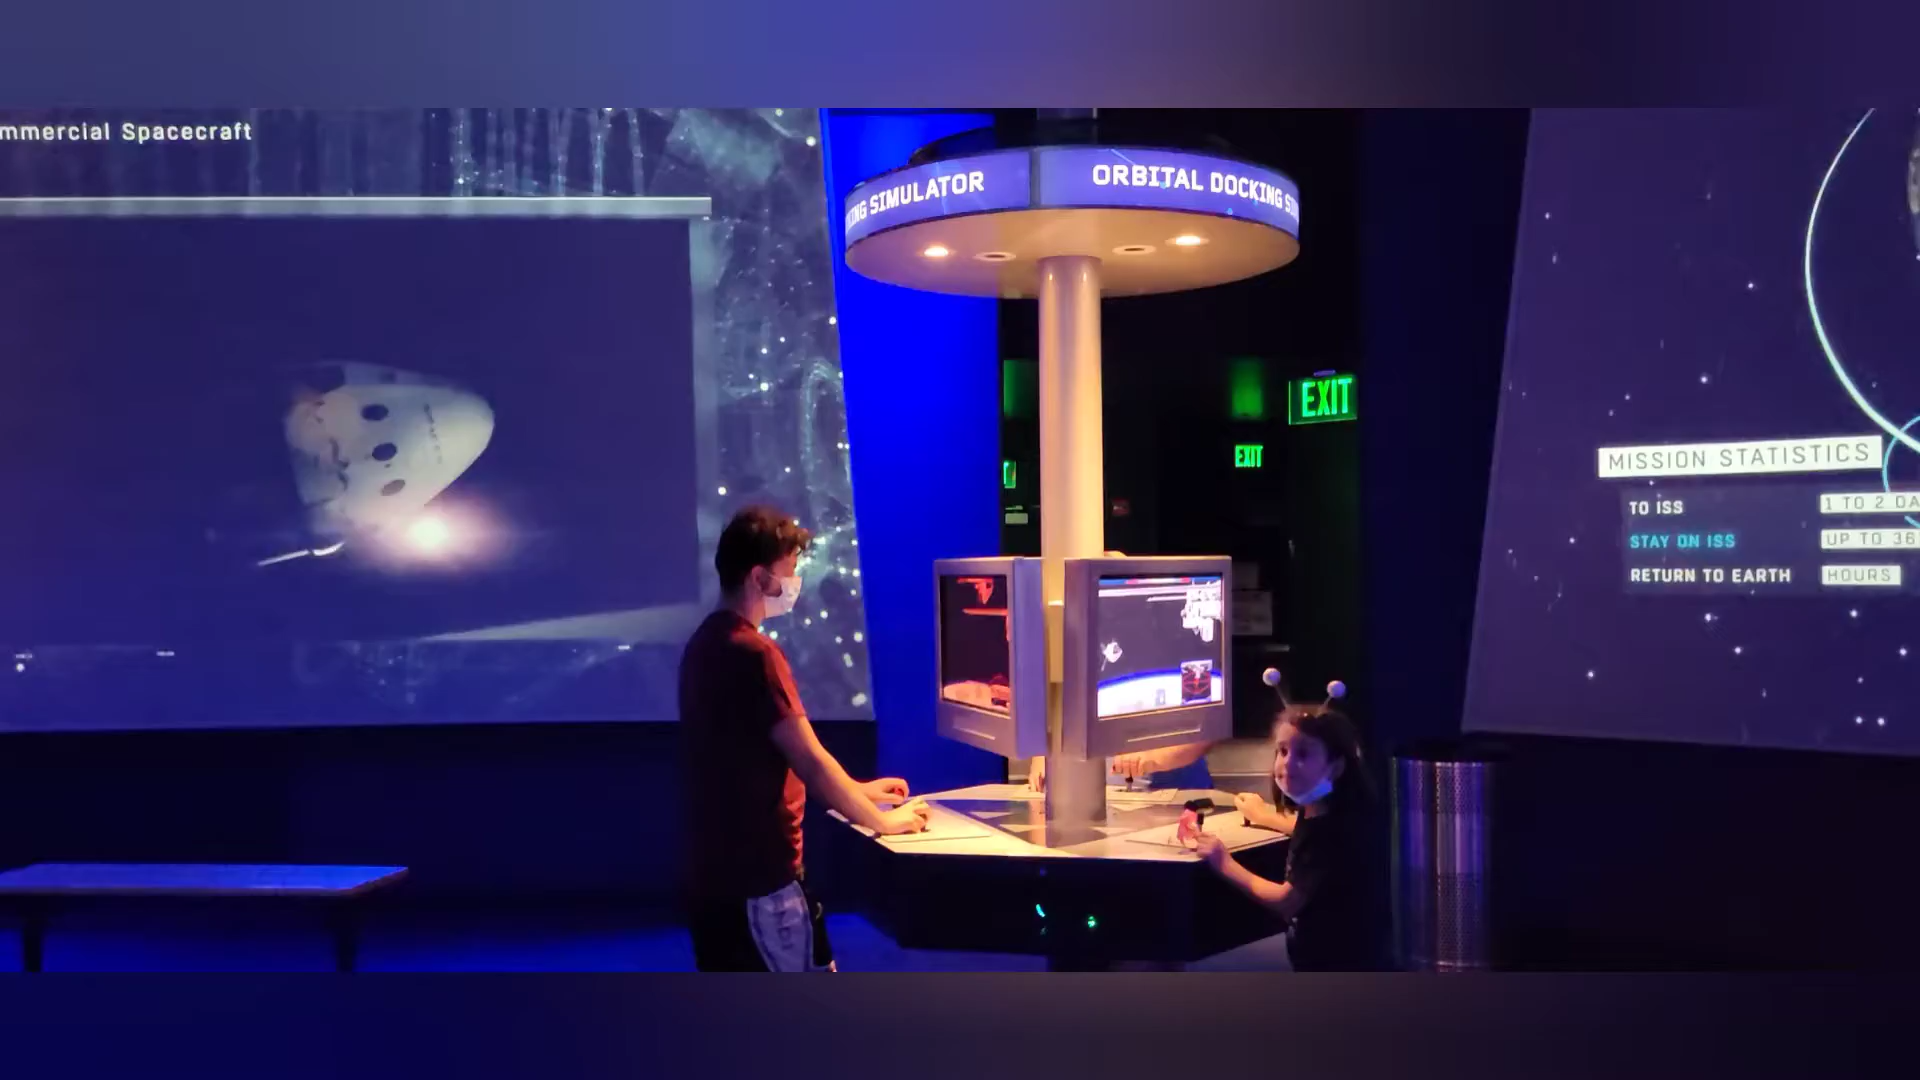 mmercial Spacecraft
ING SIMULATOR
ORBITAL DOCKING S
EXIT
EXIT
MISSION STATISTICS
TO ISS
1 TO 2 DA
STAY ON ISS
UP TO 36
RETURN TO EARTH
HOURS